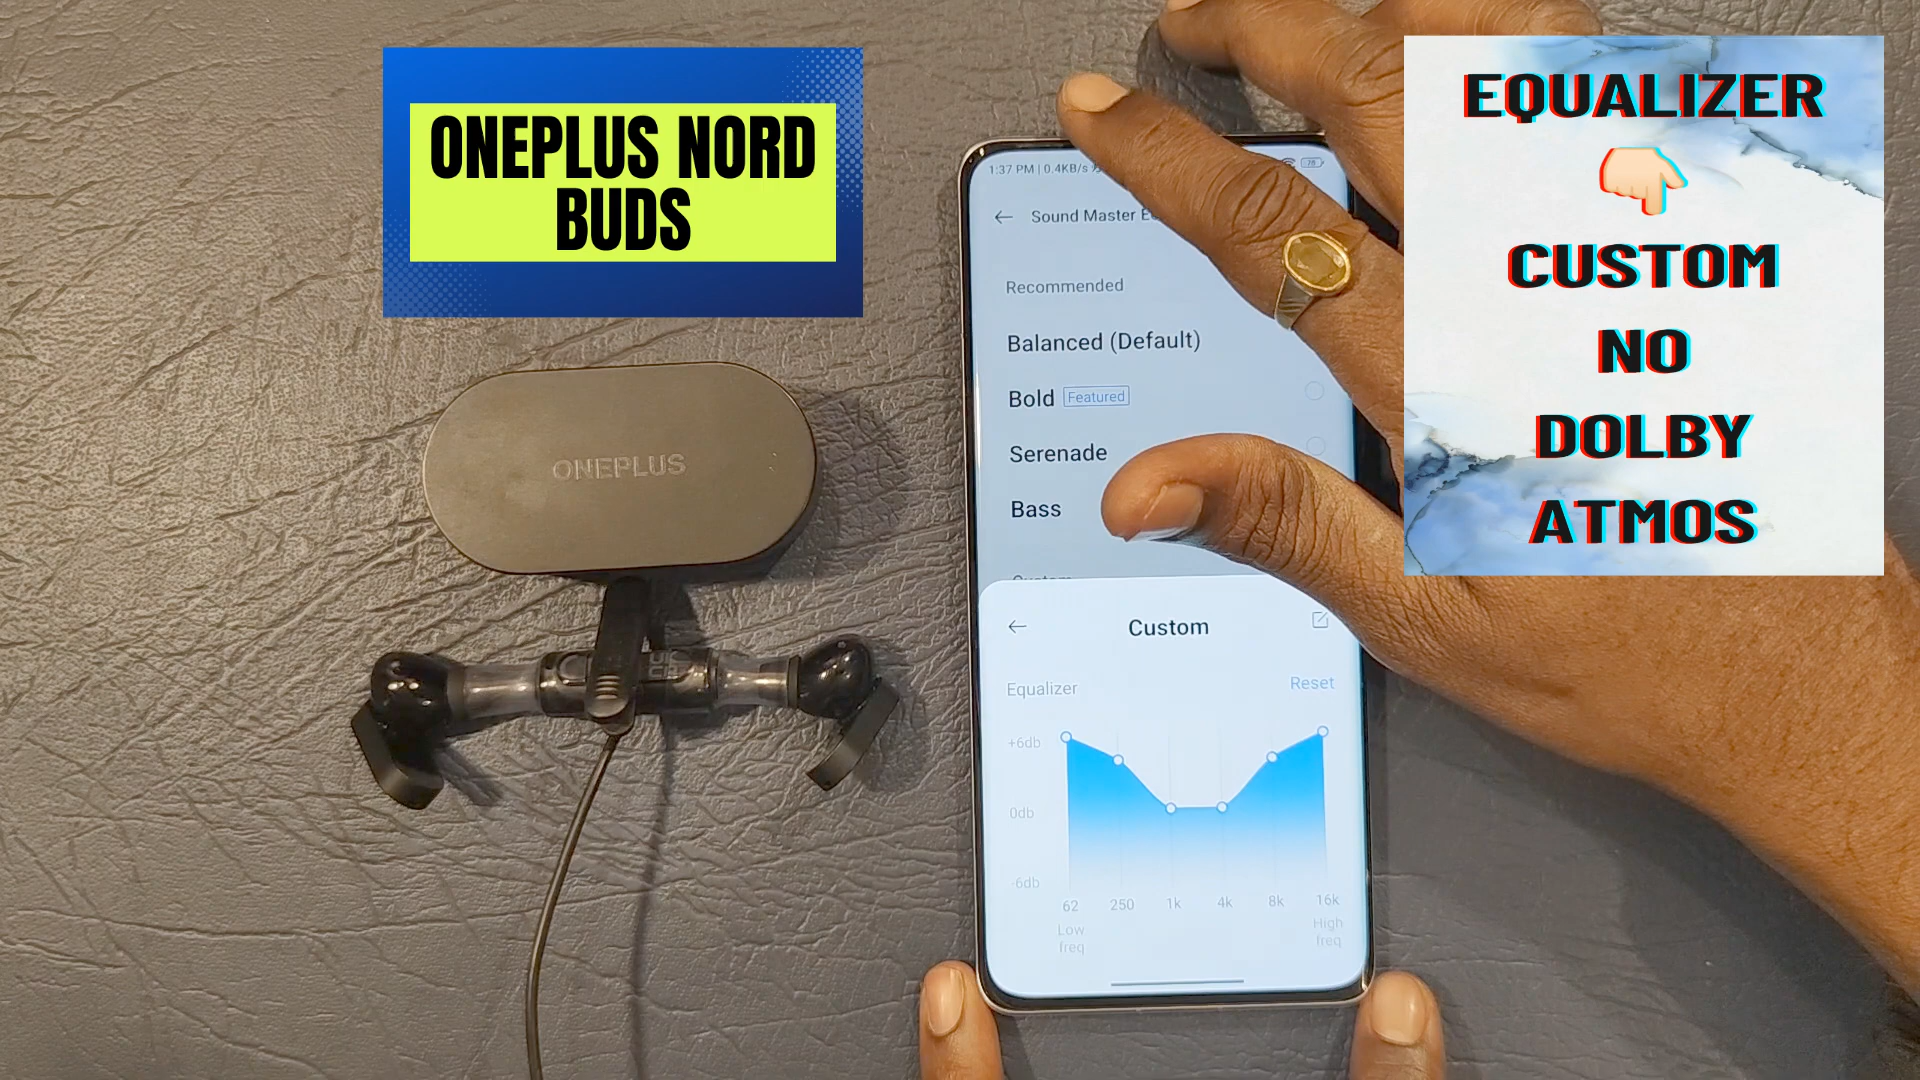 ONEPLUS NORD
BUDS
EQUALIZER
CUSTOM
NO
DOLBY
ATMOS
ONEPLUS
1:37 PM | 0.4KB/s
78
Sound Master
Recommended
Balanced (Default)
Bold Featured
Serenade
Bass
Custom
Custom
Equalizer Reset
+6db
0db
-6db
62 250 1k 4k 8k 16k
Low freq High freq